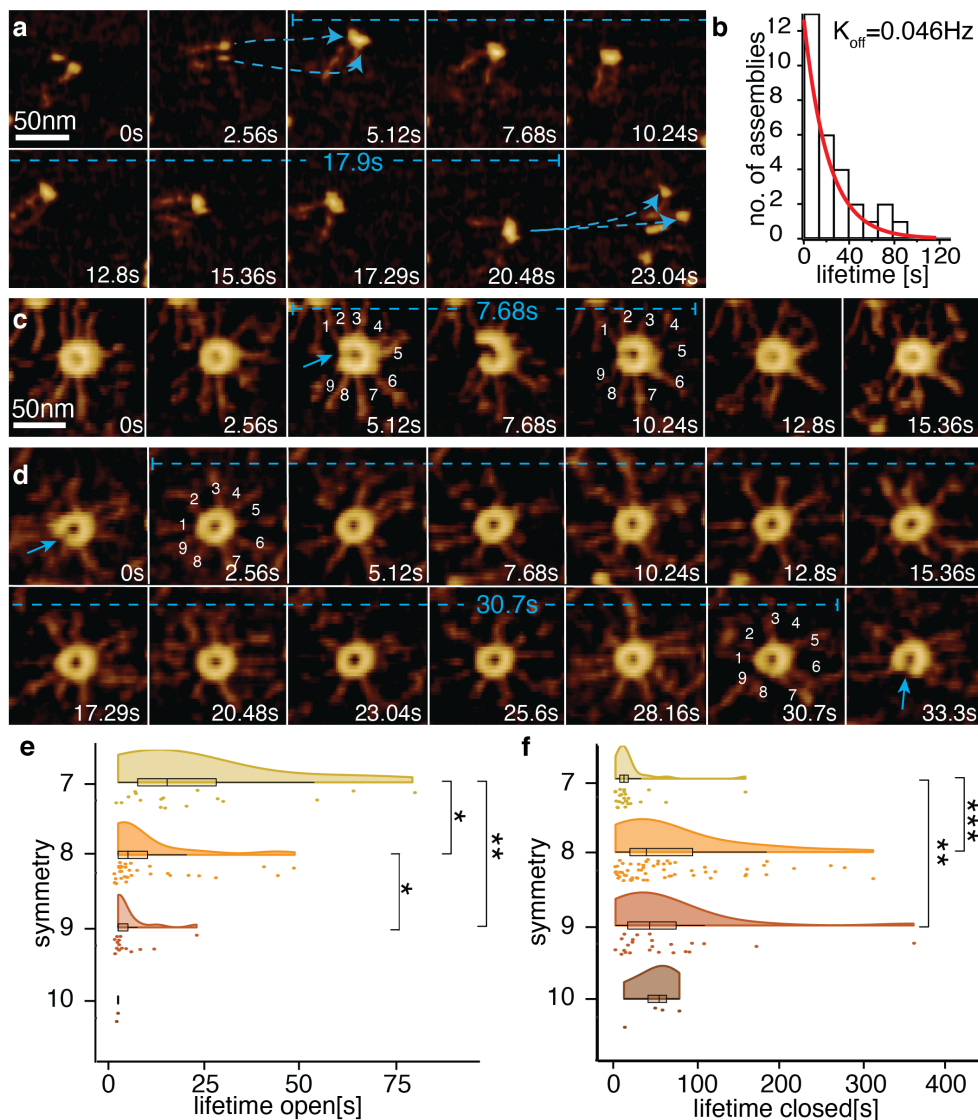 a
50nm
0s
2.56s
5.12s
7.68s
10.24s
17.9s
12.8s
15.36s
17.29s
20.48s
23.04s
b
K_off=0.046Hz
no. of assemblies
12
10
8
6
4
2
0
0 40 80 120
lifetime [s]
c
50nm
7.68s
1 2 3 4 5 6 7 8 9
1 2 3 4 5 6 7 8 9
0s
2.56s
5.12s
7.68s
10.24s
12.8s
15.36s
d
1 2 3 4 5 6 7 8 9
0s
2.56s
5.12s
7.68s
10.24s
12.8s
15.36s
30.7s
1 2 3 4 5 6 7 8 9
17.29s
20.48s
23.04s
25.6s
28.16s
30.7s
33.3s
e
symmetry
7
8
9
10
*
**
*
0 25 50 75
lifetime open[s]
f
symmetry
7
8
9
10
**
***
0 100 200 300 400
lifetime closed[s]